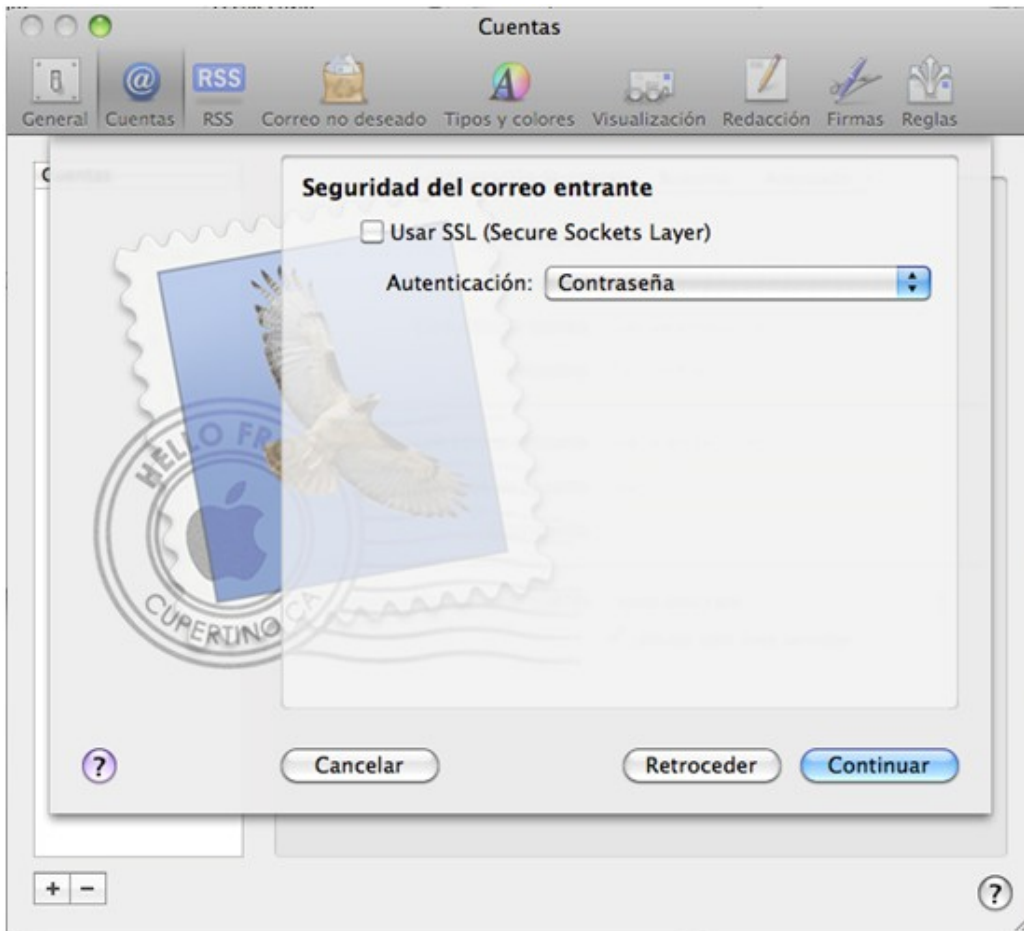 Cuentas
RSS
General Cuentas RSS Correo no deseado Tipos y colores Visualización Redacción Firmas Reglas
Seguridad del correo entrante
Usar SSL (Secure Sockets Layer)
Autenticación: Contraseña
HELLO FR
CUPERTINO CA
? Cancelar Retroceder Continuar
+ -
?